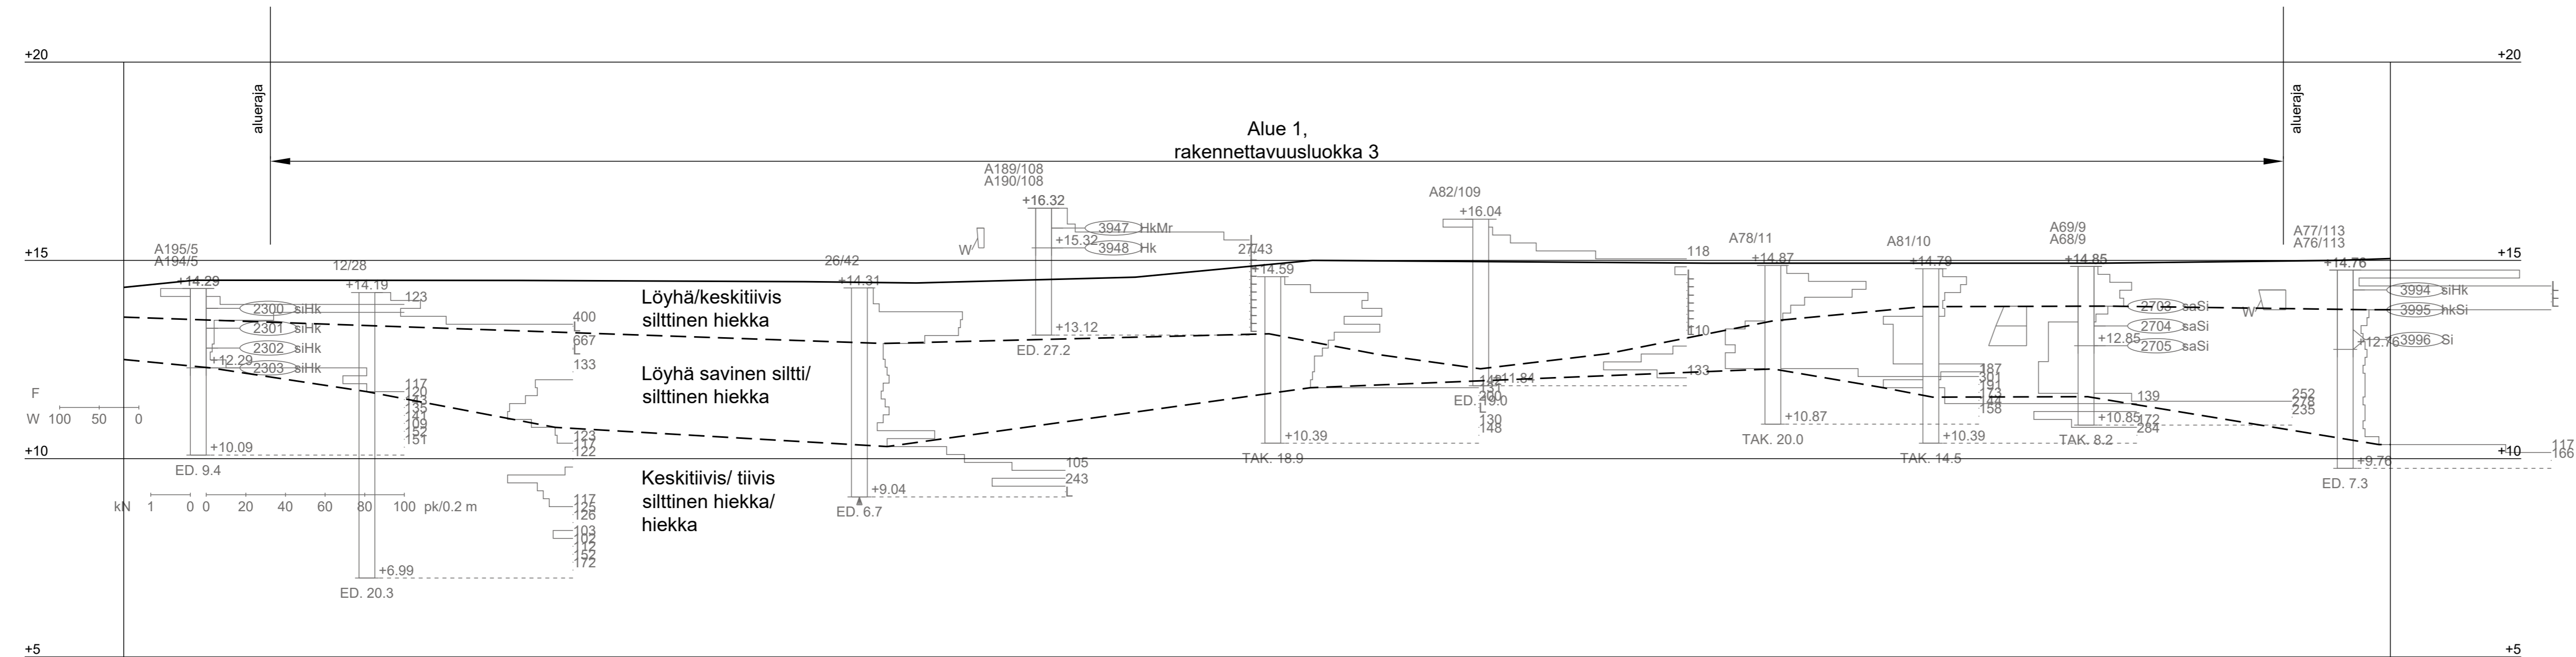 +20
+20
alueraja
alueraja
Alue 1,
rakennettavuusluokka 3
A189/108
A190/108
A82/109
+16.32
+16.04
3947 HkMr
+15.32
3948 Hk
W
+15
+15
A195/5
A194/5
12/28
26/42
27/43
118
A78/11
A81/10
A69/9
A68/9
A77/113
A76/113
+14.29
+14.19
+14.31
+14.59
+14.87
+14.79
+14.85
+14.76
123
2300 siHk
2301 siHk
2302 siHk
+12.29
2303 siHk
400
L
667
L
133
Löyhä/keskitiivis
silttinen hiekka
+13.12
ED. 27.2
110
133
2703 saSi
2704 saSi
+12.85
2705 saSi
W
3994 siHk
3995 hkSi
+12.76
3996 Si
L
Löyhä savinen siltti/
silttinen hiekka
F
W 100 50 0
117
120
143
135
141
109
152
151
123
117
122
142
131
200
L
130
148
+11.84
ED. 19.0
187
301
191
173
144
158
139
172
284
252
278
235
+10.09
ED. 9.4
+10.39
TAK. 18.9
+10.87
TAK. 20.0
+10.39
TAK. 14.5
+10.85
TAK. 8.2
+10
+10
117
166
+9.76
ED. 7.3
Keskitiivis/ tiivis
silttinen hiekka/
hiekka
105
243
L
+9.04
ED. 6.7
kN 1 0 0 20 40 60 80 100 pk/0.2 m
117
125
126
103
102
112
152
172
+6.99
ED. 20.3
+5
+5